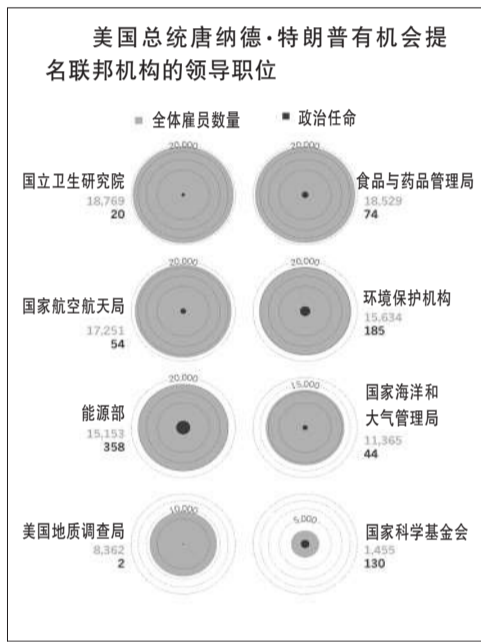 美国总统唐纳德·特朗普有机会提
名联邦机构的领导职位
全体雇员数量 政治任命
20,000
国立卫生研究院
18,769
20
20,000
食品与药品管理局
18,529
74
20,000
国家航空航天局
17,251
54
20,000
环境保护机构
15,634
185
20,000
能源部
15,153
358
15,000
国家海洋和
大气管理局
11,365
44
10,000
美国地质调查局
8,362
2
5,000
国家科学基金会
1,455
130